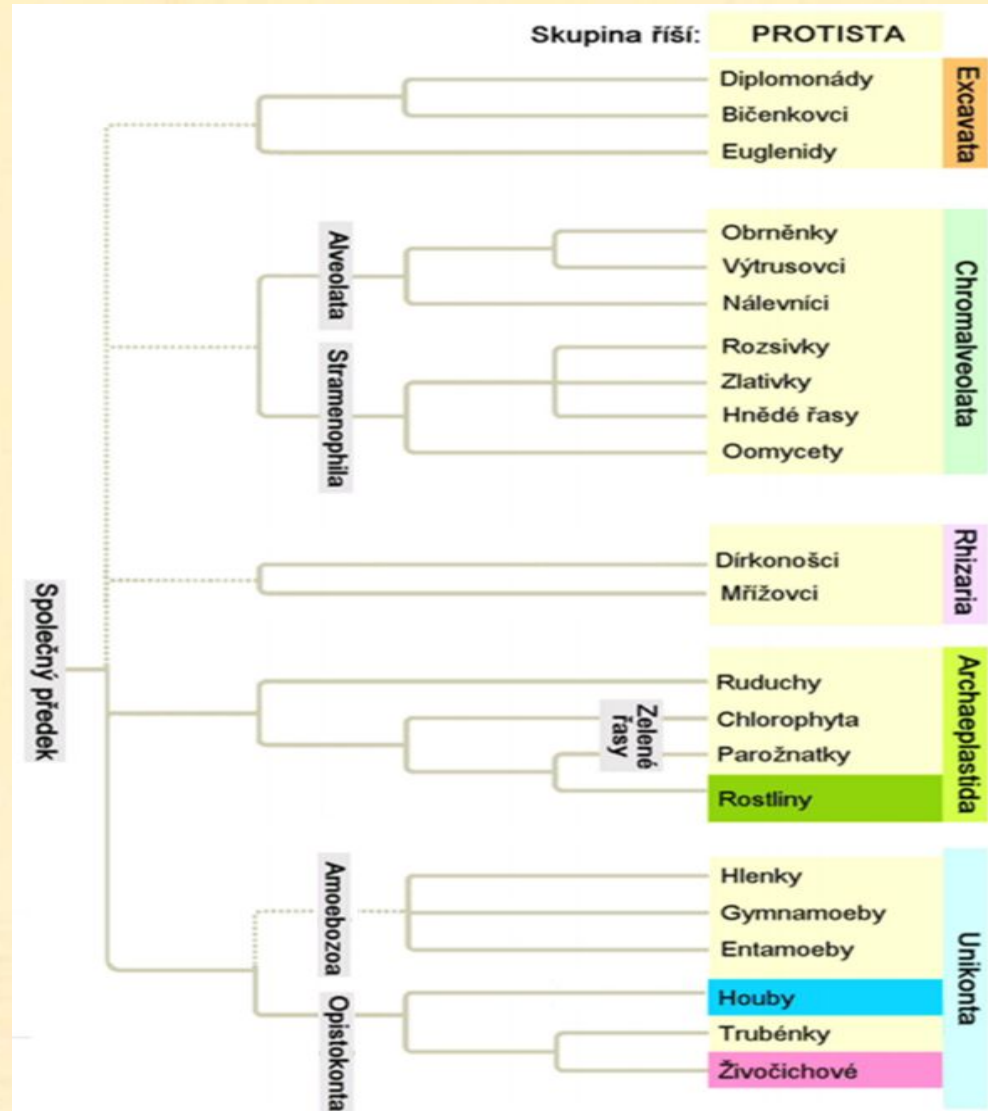 Skupina říší: PROTISTA
Diplomonády
Bičenkovci
Euglenidy
Excavata
Obrněnky
Výtrusovci
Nálevníci
Alveolata
Rozsivky
Zlativky
Hnědé řasy
Oomycety
Stramenophila
Chromalveolata
Dírkonošci
Mřížovci
Rhizaria
Společný předek
Ruduchy
Chlorophyta
Parožnatky
Zelené
řasy
Rostliny
Archaeplastida
Hlenky
Gymnamoeby
Entamoeby
Amoebozoa
Houby
Trubénky
Živočichové
Opistokonta
Unikonta